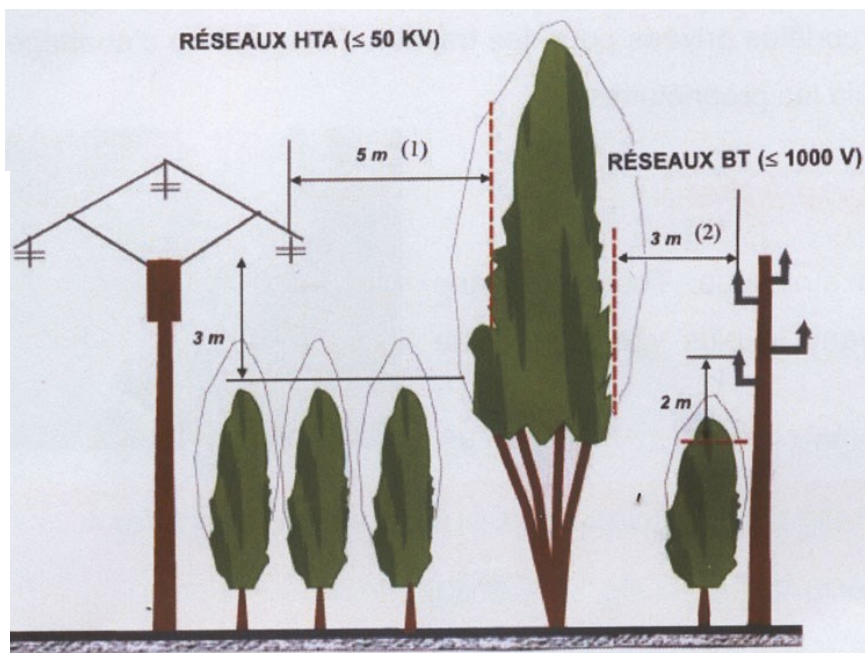 RÉSEAUX HTA (≤ 50 KV)
5 m (1)
RÉSEAUX BT (≤ 1000 V)
3 m (2)
3 m
2 m